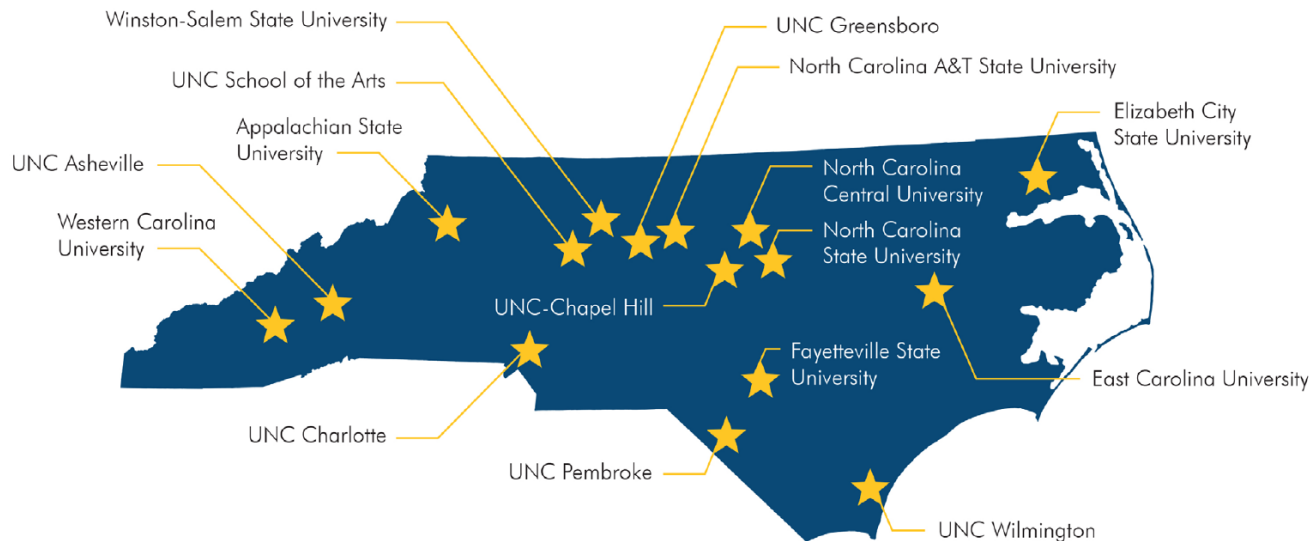 Winston-Salem State University
UNC Greensboro
UNC School of the Arts
North Carolina A&T State University
Appalachian State
University
Elizabeth City
State University
UNC Asheville
North Carolina
Central University
Western Carolina
University
North Carolina
State University
UNC-Chapel Hill
Fayetteville State
University
East Carolina University
UNC Charlotte
UNC Pembroke
UNC Wilmington